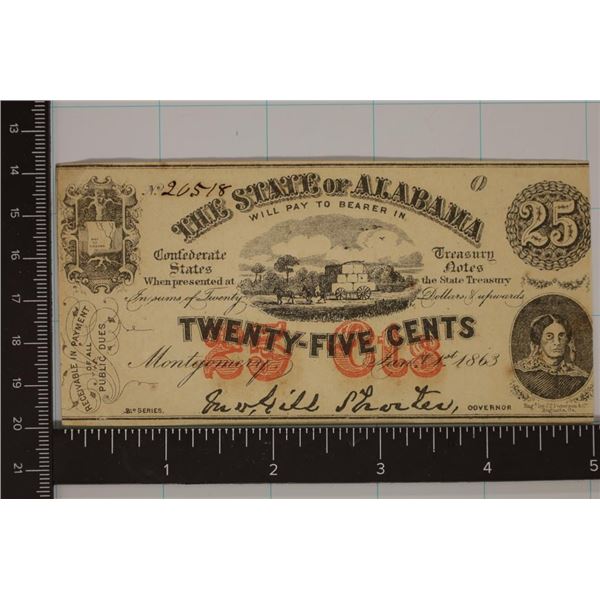 No 20518
THE STATE OF ALABAMA
WILL PAY TO BEARER IN
25
Confederate States
Treasury Notes
When presented at the State Treasury
In sums of Twenty Dollars & upwards
25 Cts
TWENTY-FIVE CENTS
Montgomery Jan. 1st 1863
RECEIVABLE IN PAYMENT
OF ALL
PUBLIC DUES.
2D SERIES.
Jno Gill Shorter, GOVERNOR
Augusta, Ga.
13
14
15
16
17
18
19
20
21
1 2 3 4 5